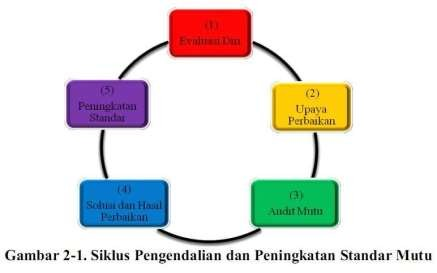 (1)
Evaluasi Diri
(2)
Upaya
Perbaikan
(3)
Audit Mutu
(4)
Solusi dan Hasil
Perbaikan
(5)
Peningkatan
Standar
Gambar 2-1. Siklus Pengendalian dan Peningkatan Standar Mutu